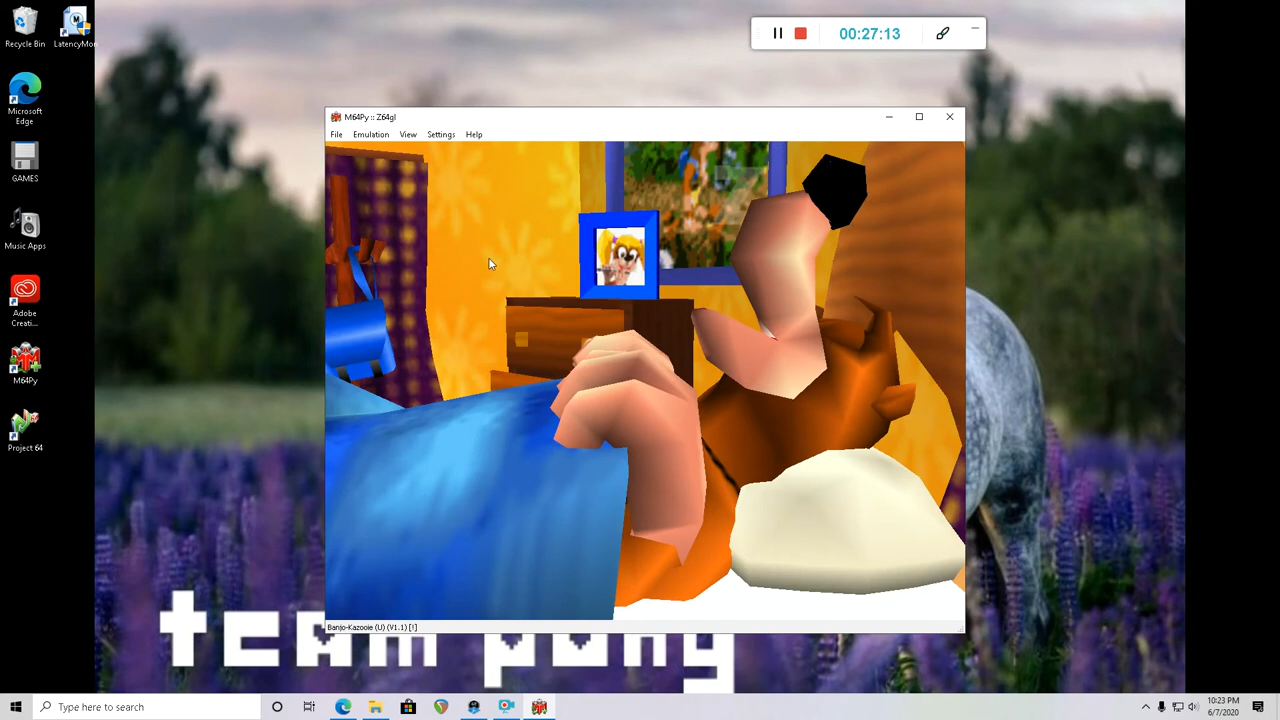 Recycle Bin
LatencyMon
00:27:13
Microsoft
Edge
M64Py :: Z64gl
File Emulation View Settings Help
GAMES
Music Apps
Adobe
Creati...
M64Py
Project 64
Banjo-Kazooie (U) (V1.1) [!]
team pony
Type here to search
10:23 PM
6/7/2020